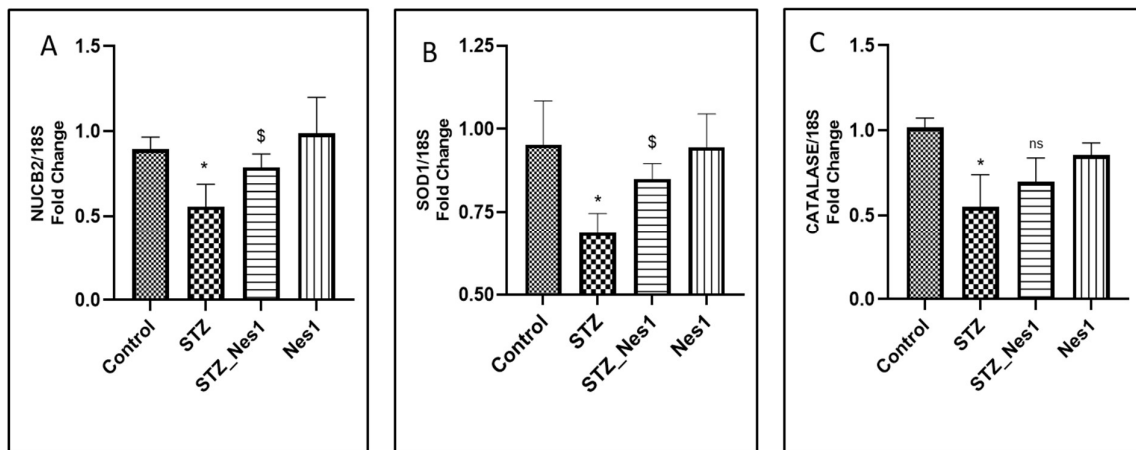 A
NUCB2/18S
Fold Change
1.5
1.0
0.5
0.0
*
$
Control
STZ
STZ_Nes1
Nes1
B
SOD1/18S
Fold Change
1.25
1.00
0.75
0.50
*
$
Control
STZ
STZ_Nes1
Nes1
C
CATALASE/18S
Fold Change
1.5
1.0
0.5
0.0
*
ns
Control
STZ
STZ_Nes1
Nes1